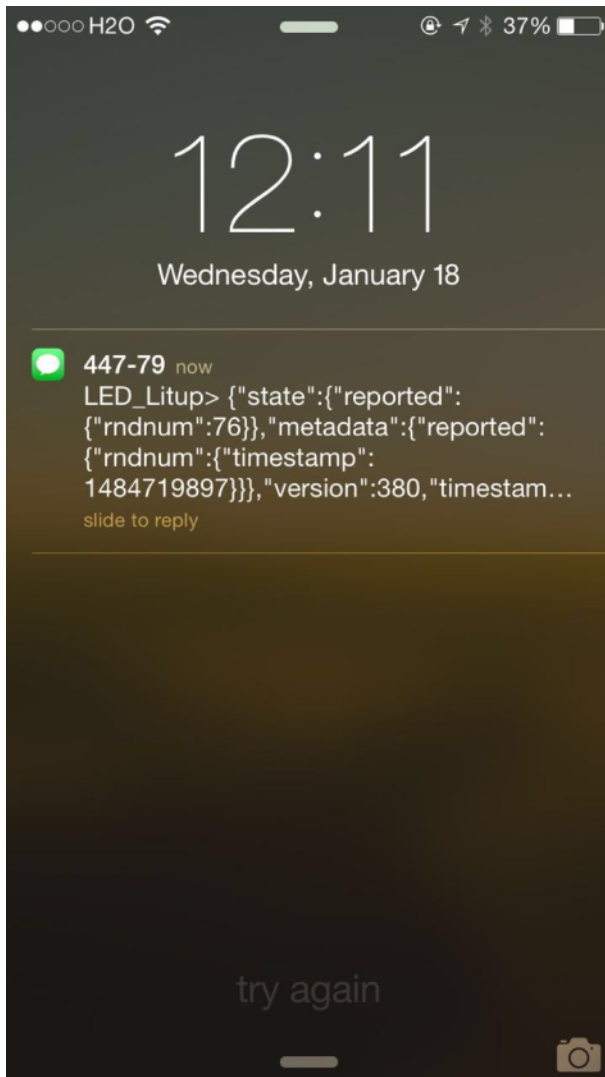 H2O 37%
12:11
Wednesday, January 18
447-79 now
LED_Litup> {"state":{"reported":
{"rndnum":76}},"metadata":{"reported":
{"rndnum":{"timestamp":
1484719897}}},"version":380,"timestam...
slide to reply
try again